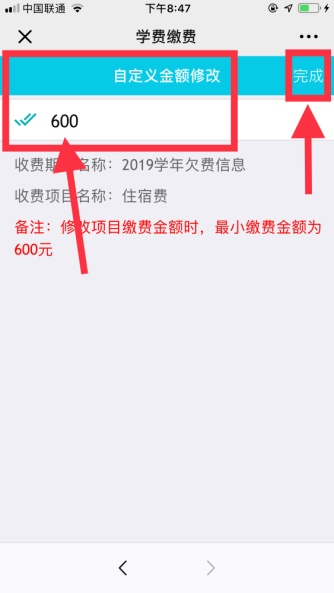 中国联通 下午8:47
学费缴费
自定义金额修改 完成
600
收费期 名称：2019学年欠费信息
收费项目名称：住宿费
备注：修改项目缴费金额时，最小缴费金额为
600元